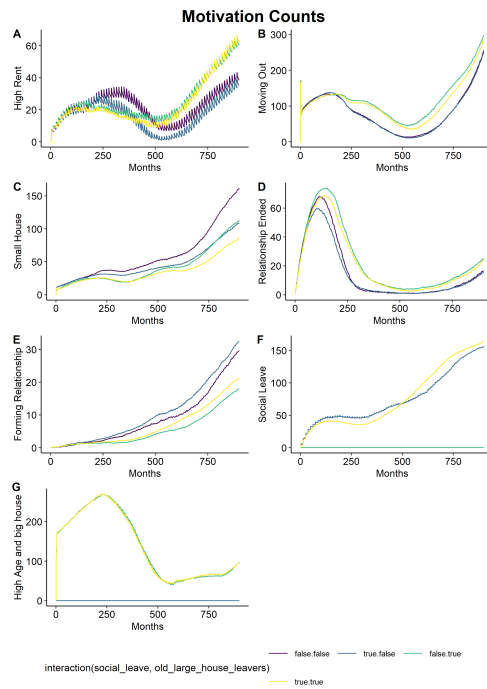 Motivation Counts
A
High Rent
60
40
20
0
0 250 500 750
Months
B
Moving Out
300
200
100
0
0 250 500 750
Months
C
Small House
150
100
50
0
0 250 500 750
Months
D
Relationship Ended
60
40
20
0
0 250 500 750
Months
E
Forming Relationship
30
20
10
0
0 250 500 750
Months
F
Social Leave
150
100
50
0
0 250 500 750
Months
G
High Age and big house
200
100
0
0 250 500 750
Months
interaction(social_leave, old_large_house_leavers)
false.false true.false false.true
true.true